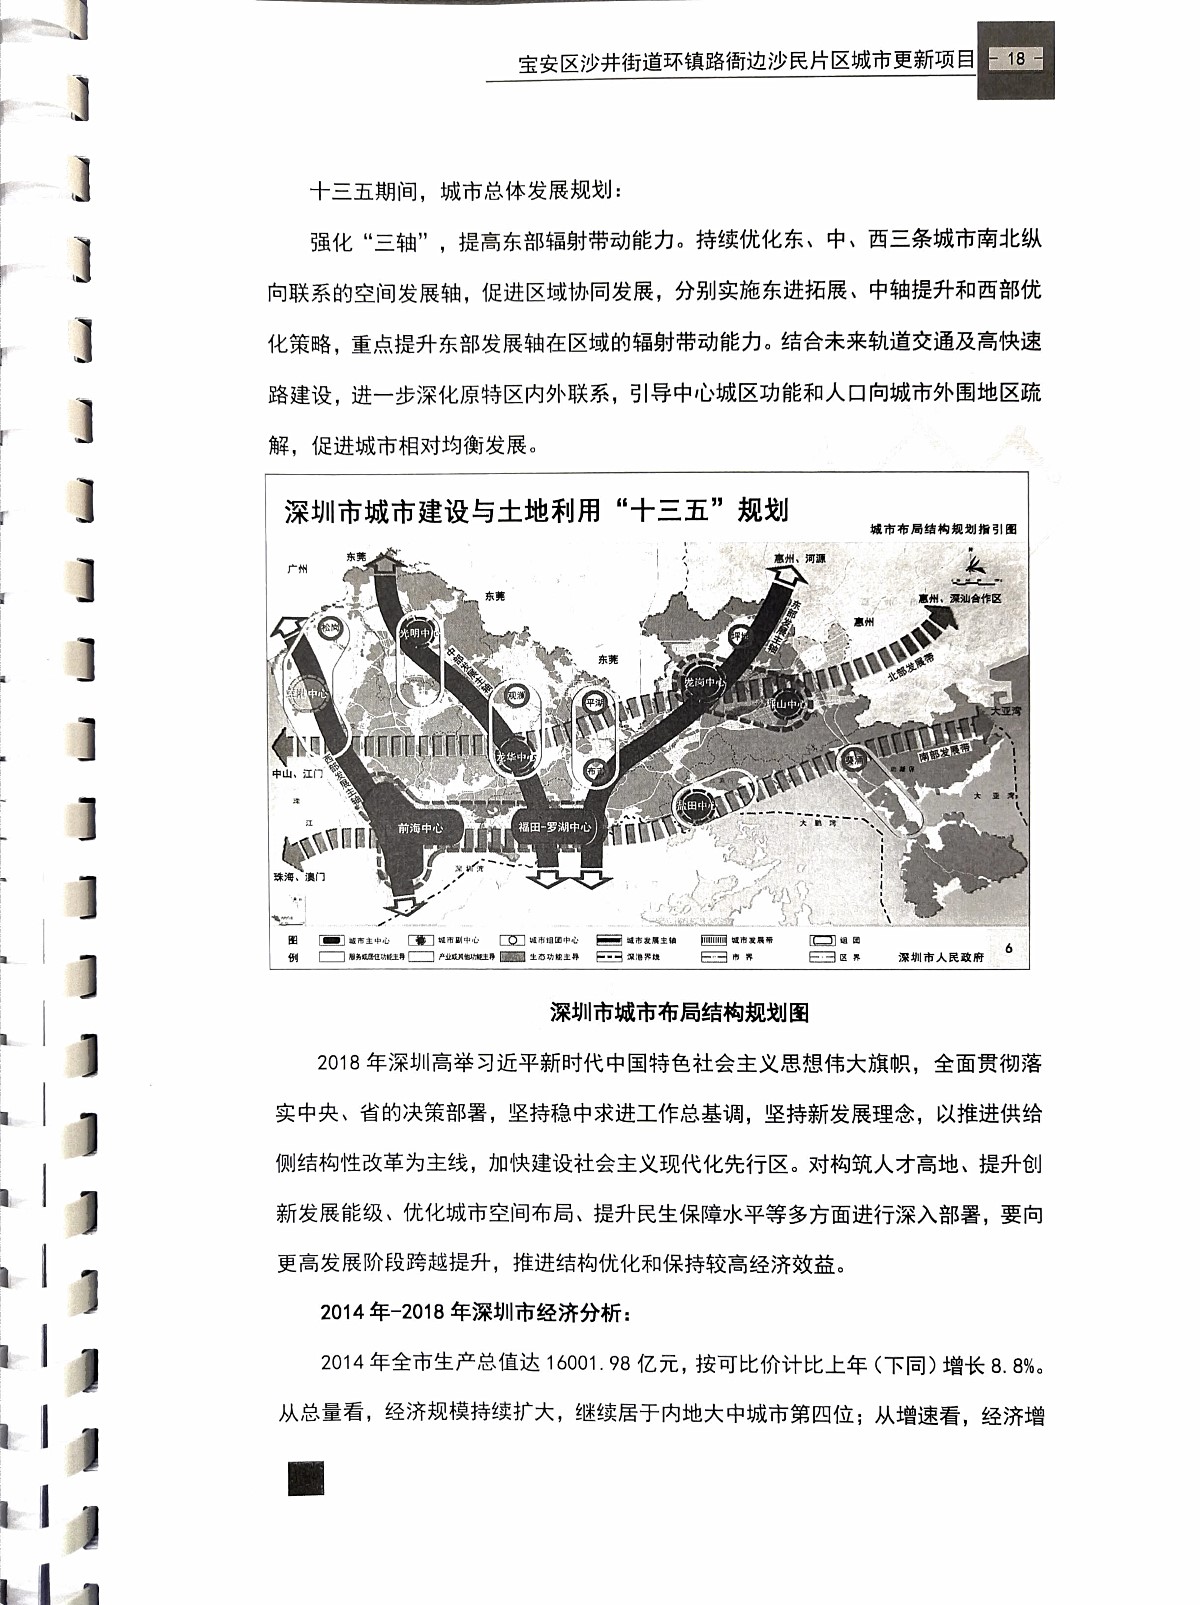 宝安区沙井街道环镇路衙边沙民片区城市更新项目
- 18 -
十三五期间，城市总体发展规划：
强化“三轴”，提高东部辐射带动能力。持续优化东、中、西三条城市南北纵
向联系的空间发展轴，促进区域协同发展，分别实施东进拓展、中轴提升和西部优
化策略，重点提升东部发展轴在区域的辐射带动能力。结合未来轨道交通及高快速
路建设，进一步深化原特区内外联系，引导中心城区功能和人口向城市外围地区疏
解，促进城市相对均衡发展。
深圳市城市建设与土地利用“十三五”规划
城市布局结构规划指引图
东莞
广州
惠州、河源
惠州、深汕合作区
东莞
惠州
东莞
松岗
光明中心
中部发展主轴
东部发展主轴
坪地
北部发展带
龙岗中心
坪山中心
观澜
平湖
大亚湾
龙华中心
布吉
南部发展带
葵涌
中山、江门
西部发展主轴
盐田中心
大亚湾
珠江
前海中心
福田-罗湖中心
大鹏湾
深圳湾
珠海、澳门
图例
城市主中心
城市副中心
城市组团中心
城市发展主轴
城市发展带
组团
6
服务或居住功能主导
产业或其他功能主导
生态功能主导
深港界线
市界
区界
深圳市人民政府
深圳市城市布局结构规划图
2018 年深圳高举习近平新时代中国特色社会主义思想伟大旗帜，全面贯彻落
实中央、省的决策部署，坚持稳中求进工作总基调，坚持新发展理念，以推进供给
侧结构性改革为主线，加快建设社会主义现代化先行区。对构筑人才高地、提升创
新发展能级、优化城市空间布局、提升民生保障水平等多方面进行深入部署，要向
更高发展阶段跨越提升，推进结构优化和保持较高经济效益。
2014 年-2018 年深圳市经济分析：
2014 年全市生产总值达 16001.98 亿元，按可比价计比上年（下同）增长 8.8%。
从总量看，经济规模持续扩大，继续居于内地大中城市第四位；从增速看，经济增